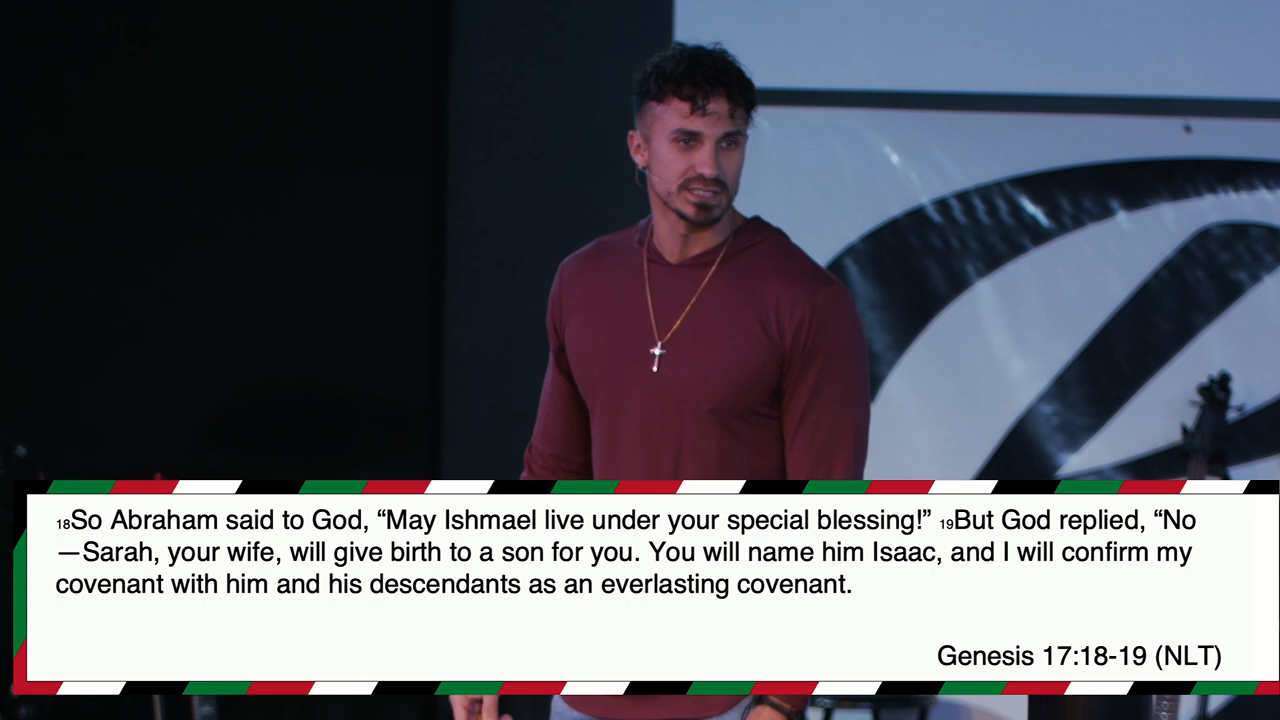 18So Abraham said to God, “May Ishmael live under your special blessing!” 19But God replied, “No
—Sarah, your wife, will give birth to a son for you. You will name him Isaac, and I will confirm my
covenant with him and his descendants as an everlasting covenant.
Genesis 17:18-19 (NLT)